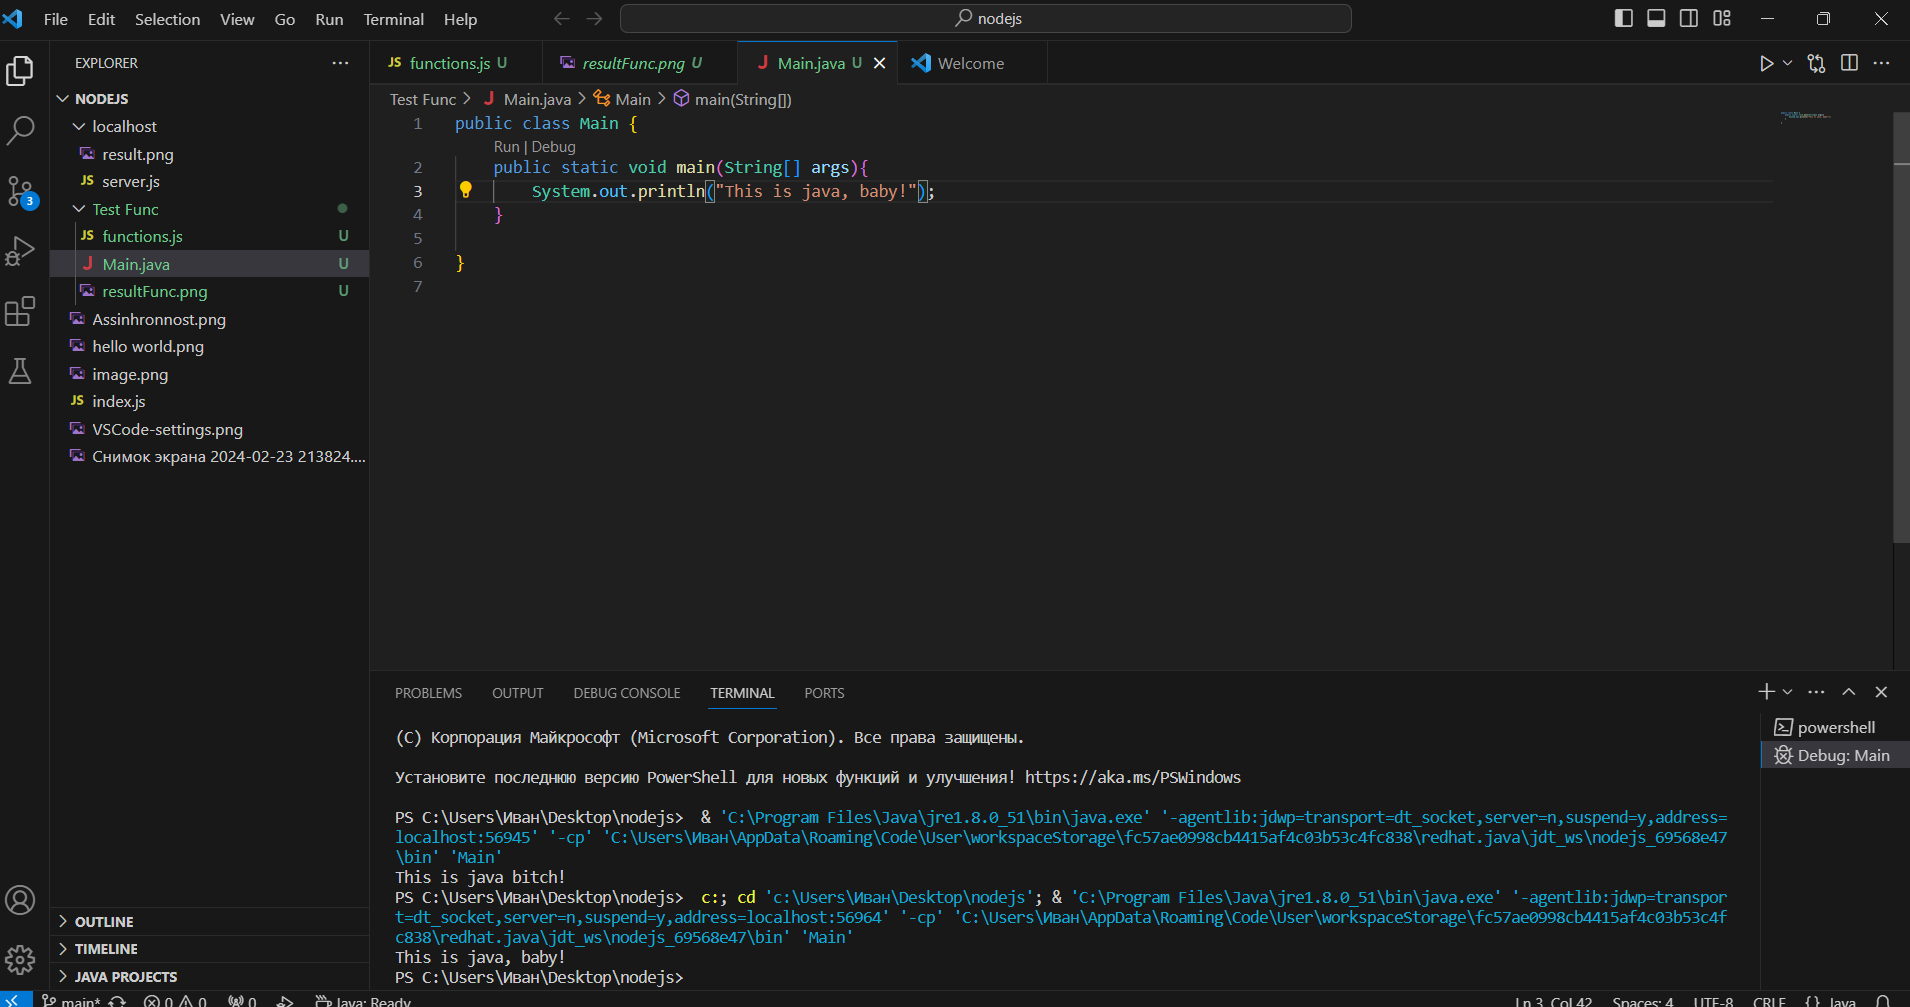 File Edit Selection View Go Run Terminal Help
nodejs
EXPLORER
NODEJS
localhost
result.png
JS server.js
Test Func
JS functions.js U
J Main.java U
resultFunc.png U
Assinhronnost.png
hello world.png
image.png
JS index.js
VSCode-settings.png
Снимок экрана 2024-02-23 213824....
OUTLINE
TIMELINE
JAVA PROJECTS
3
JS functions.js U
resultFunc.png U
J Main.java U
Welcome
Test Func > J Main.java > Main > main(String[])
1 public class Main {
Run | Debug
2 public static void main(String[] args){
3 System.out.println("This is java, baby!");
4 }
5
6 }
7
PROBLEMS OUTPUT DEBUG CONSOLE TERMINAL PORTS
powershell
Debug: Main
(C) Корпорация Майкрософт (Microsoft Corporation). Все права защищены.
Установите последнюю версию PowerShell для новых функций и улучшения! https://aka.ms/PSWindows
PS C:\Users\Иван\Desktop\nodejs>  & 'C:\Program Files\Java\jre1.8.0_51\bin\java.exe' '-agentlib:jdwp=transport=dt_socket,server=n,suspend=y,address=
localhost:56945' '-cp' 'C:\Users\Иван\AppData\Roaming\Code\User\workspaceStorage\fc57ae0998cb4415af4c03b53c4fc838\redhat.java\jdt_ws\nodejs_69568e47
\bin' 'Main'
This is java bitch!
PS C:\Users\Иван\Desktop\nodejs>  c:; cd 'c:\Users\Иван\Desktop\nodejs'; & 'C:\Program Files\Java\jre1.8.0_51\bin\java.exe' '-agentlib:jdwp=transpor
t=dt_socket,server=n,suspend=y,address=localhost:56964' '-cp' 'C:\Users\Иван\AppData\Roaming\Code\User\workspaceStorage\fc57ae0998cb4415af4c03b53c4f
c838\redhat.java\jdt_ws\nodejs_69568e47\bin' 'Main'
This is java, baby!
PS C:\Users\Иван\Desktop\nodejs>
main* 0 0 0 Java: Ready Ln 3, Col 42 Spaces: 4 UTF-8 CRLF {} Java